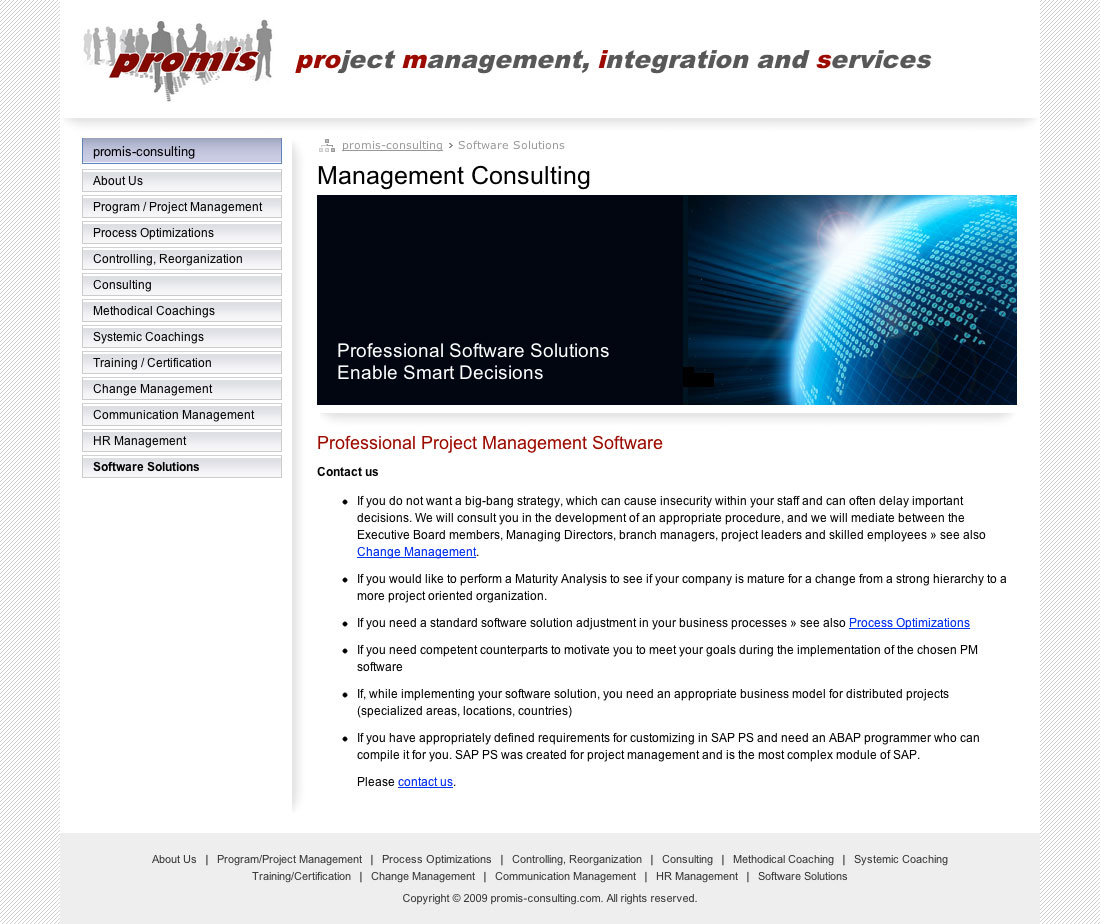 promis
project management, integration and services
promis-consulting
About Us
Program / Project Management
Process Optimizations
Controlling, Reorganization
Consulting
Methodical Coachings
Systemic Coachings
Training / Certification
Change Management
Communication Management
HR Management
Software Solutions
promis-consulting › Software Solutions
Management Consulting
Professional Software Solutions
Enable Smart Decisions
Professional Project Management Software
Contact us
• If you do not want a big-bang strategy, which can cause insecurity within your staff and can often delay important
decisions. We will consult you in the development of an appropriate procedure, and we will mediate between the
Executive Board members, Managing Directors, branch managers, project leaders and skilled employees » see also
Change Management.
• If you would like to perform a Maturity Analysis to see if your company is mature for a change from a strong hierarchy to a
more project oriented organization.
• If you need a standard software solution adjustment in your business processes » see also Process Optimizations
• If you need competent counterparts to motivate you to meet your goals during the implementation of the chosen PM
software
• If, while implementing your software solution, you need an appropriate business model for distributed projects
(specialized areas, locations, countries)
• If you have appropriately defined requirements for customizing in SAP PS and need an ABAP programmer who can
compile it for you. SAP PS was created for project management and is the most complex module of SAP.
Please contact us.
About Us | Program/Project Management | Process Optimizations | Controlling, Reorganization | Consulting | Methodical Coaching | Systemic Coaching
Training/Certification | Change Management | Communication Management | HR Management | Software Solutions
Copyright © 2009 promis-consulting.com. All rights reserved.